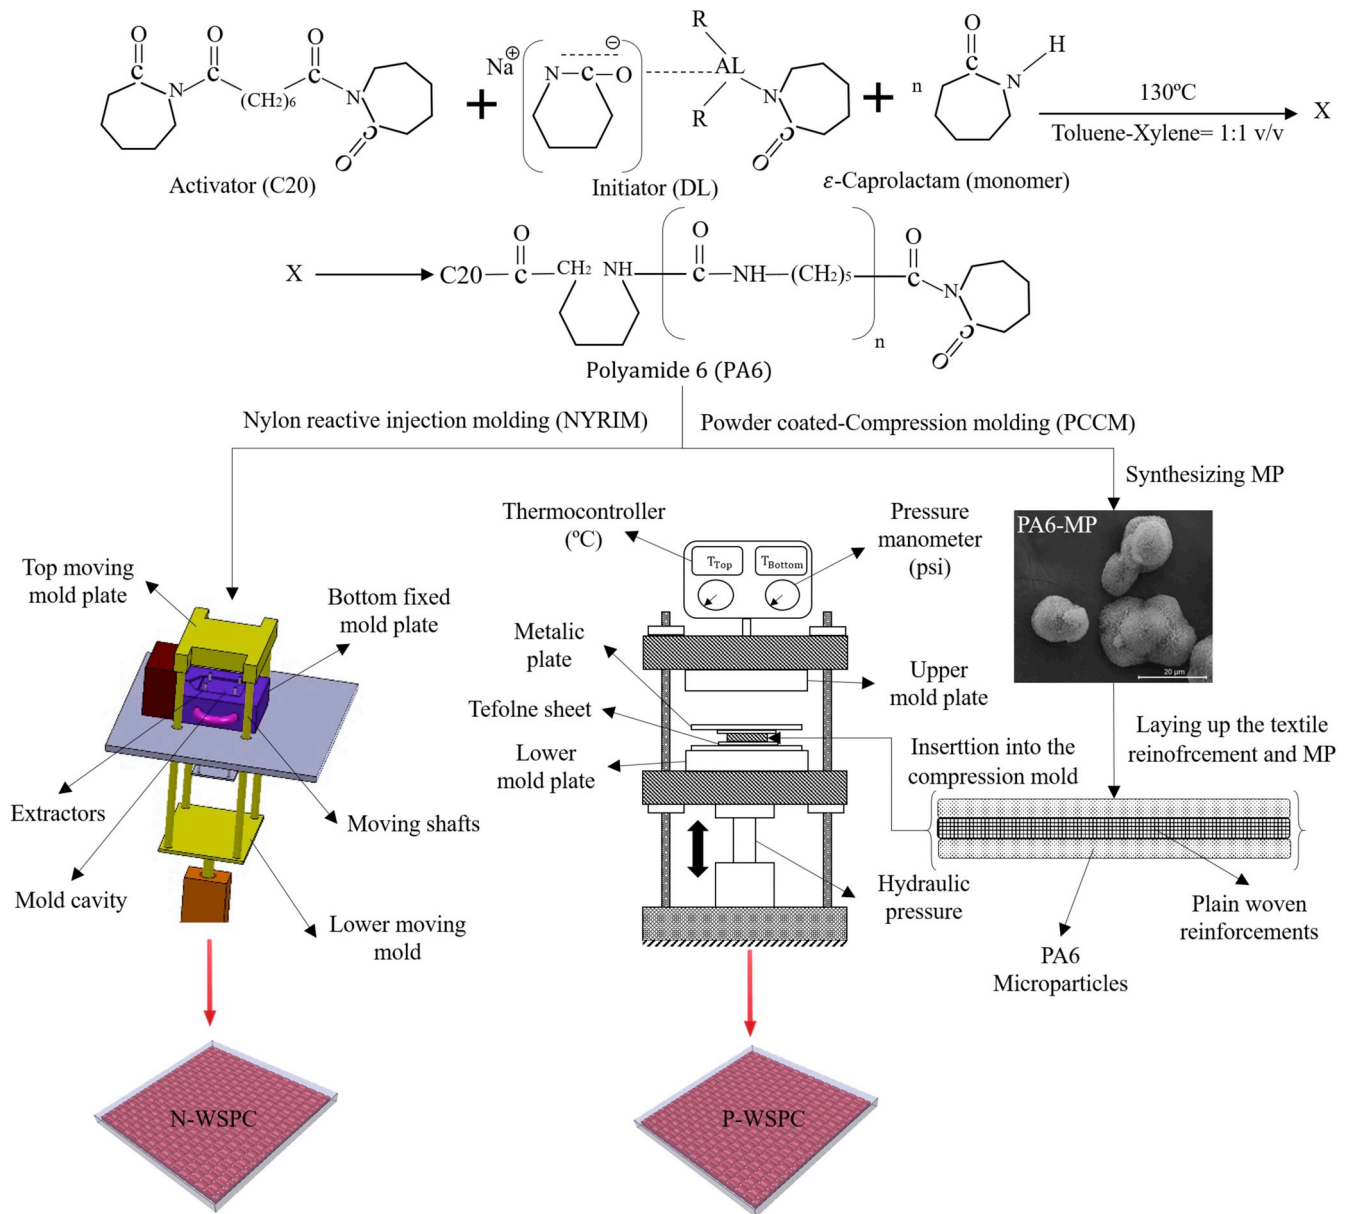 O
O
O
C
N
C
(CH2)6
C
N
C
O
Activator (C20)
+
Na⊕
⊖
N
C
O
AL
R
R
N
C
O
Initiator (DL)
+
n
O
C
N
H
ε-Caprolactam (monomer)
130ºC
Toluene-Xylene= 1:1 v/v
X
X
C20
O
C
CH2
NH
O
C
NH
(CH2)5
n
O
C
N
C
O
Polyamide 6 (PA6)
Nylon reactive injection molding (NYRIM)
Powder coated-Compression molding (PCCM)
Synthesizing MP
PA6-MP
20 µm
Thermocontroller
(ºC)
Pressure
manometer
(psi)
TTop
TBottom
Top moving
mold plate
Bottom fixed
mold plate
Metalic
plate
Upper
mold plate
Tefolne sheet
Lower
mold plate
Inserttion into the
compression mold
Laying up the textile
reinofrcement and MP
Extractors
Moving shafts
Mold cavity
Lower moving
mold
Hydraulic
pressure
Plain woven
reinforcements
PA6
Microparticles
N-WSPC
P-WSPC